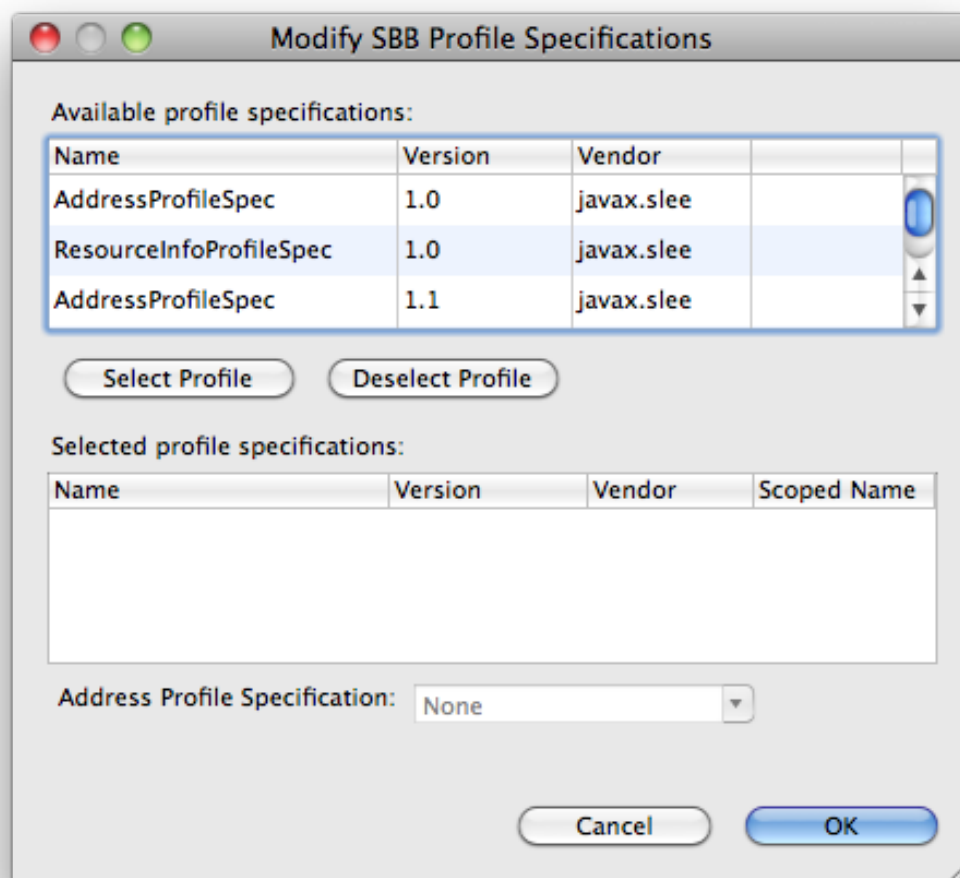 Modify SBB Profile Specifications
Available profile specifications:
Name Version Vendor
AddressProfileSpec 1.0 javax.slee
ResourceInfoProfileSpec 1.0 javax.slee
AddressProfileSpec 1.1 javax.slee
Select Profile Deselect Profile
Selected profile specifications:
Name Version Vendor Scoped Name
Address Profile Specification: None
Cancel OK